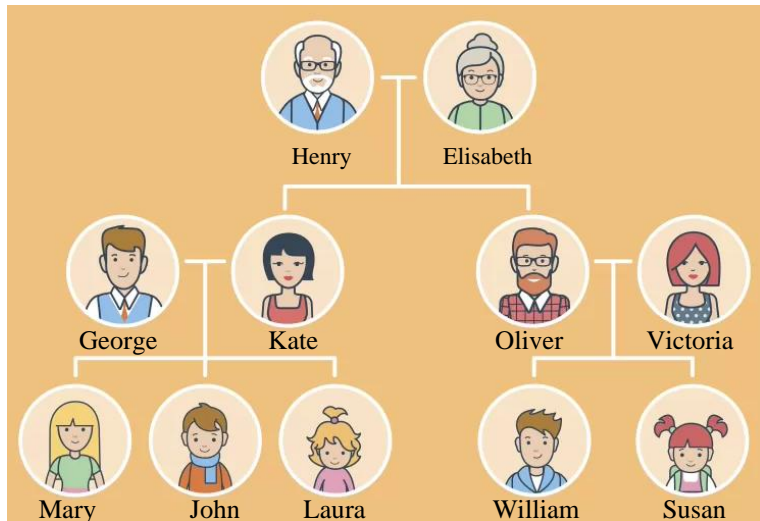 Henry
Elisabeth
George
Kate
Oliver
Victoria
Mary
John
Laura
William
Susan